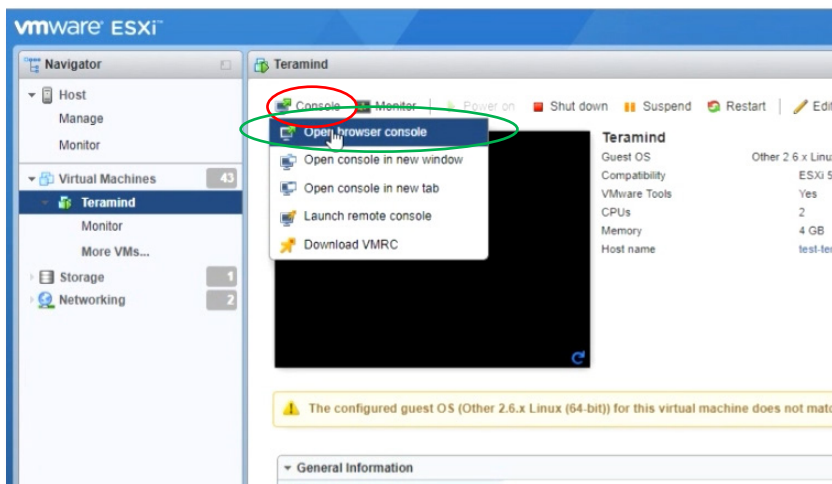 vmware ESXi™
Navigator
Host
Manage
Monitor
Virtual Machines 43
Teramind
Monitor
More VMs...
Storage 1
Networking 2
Teramind
Console Monitor Power on Shut down Suspend Restart Edit
Open browser console
Open console in new window
Open console in new tab
Launch remote console
Download VMRC
Teramind
Guest OS Other 2.6.x Linu
Compatibility ESXi 5
VMware Tools Yes
CPUs 2
Memory 4 GB
Host name test-te
The configured guest OS (Other 2.6.x Linux (64-bit)) for this virtual machine does not matc
General Information